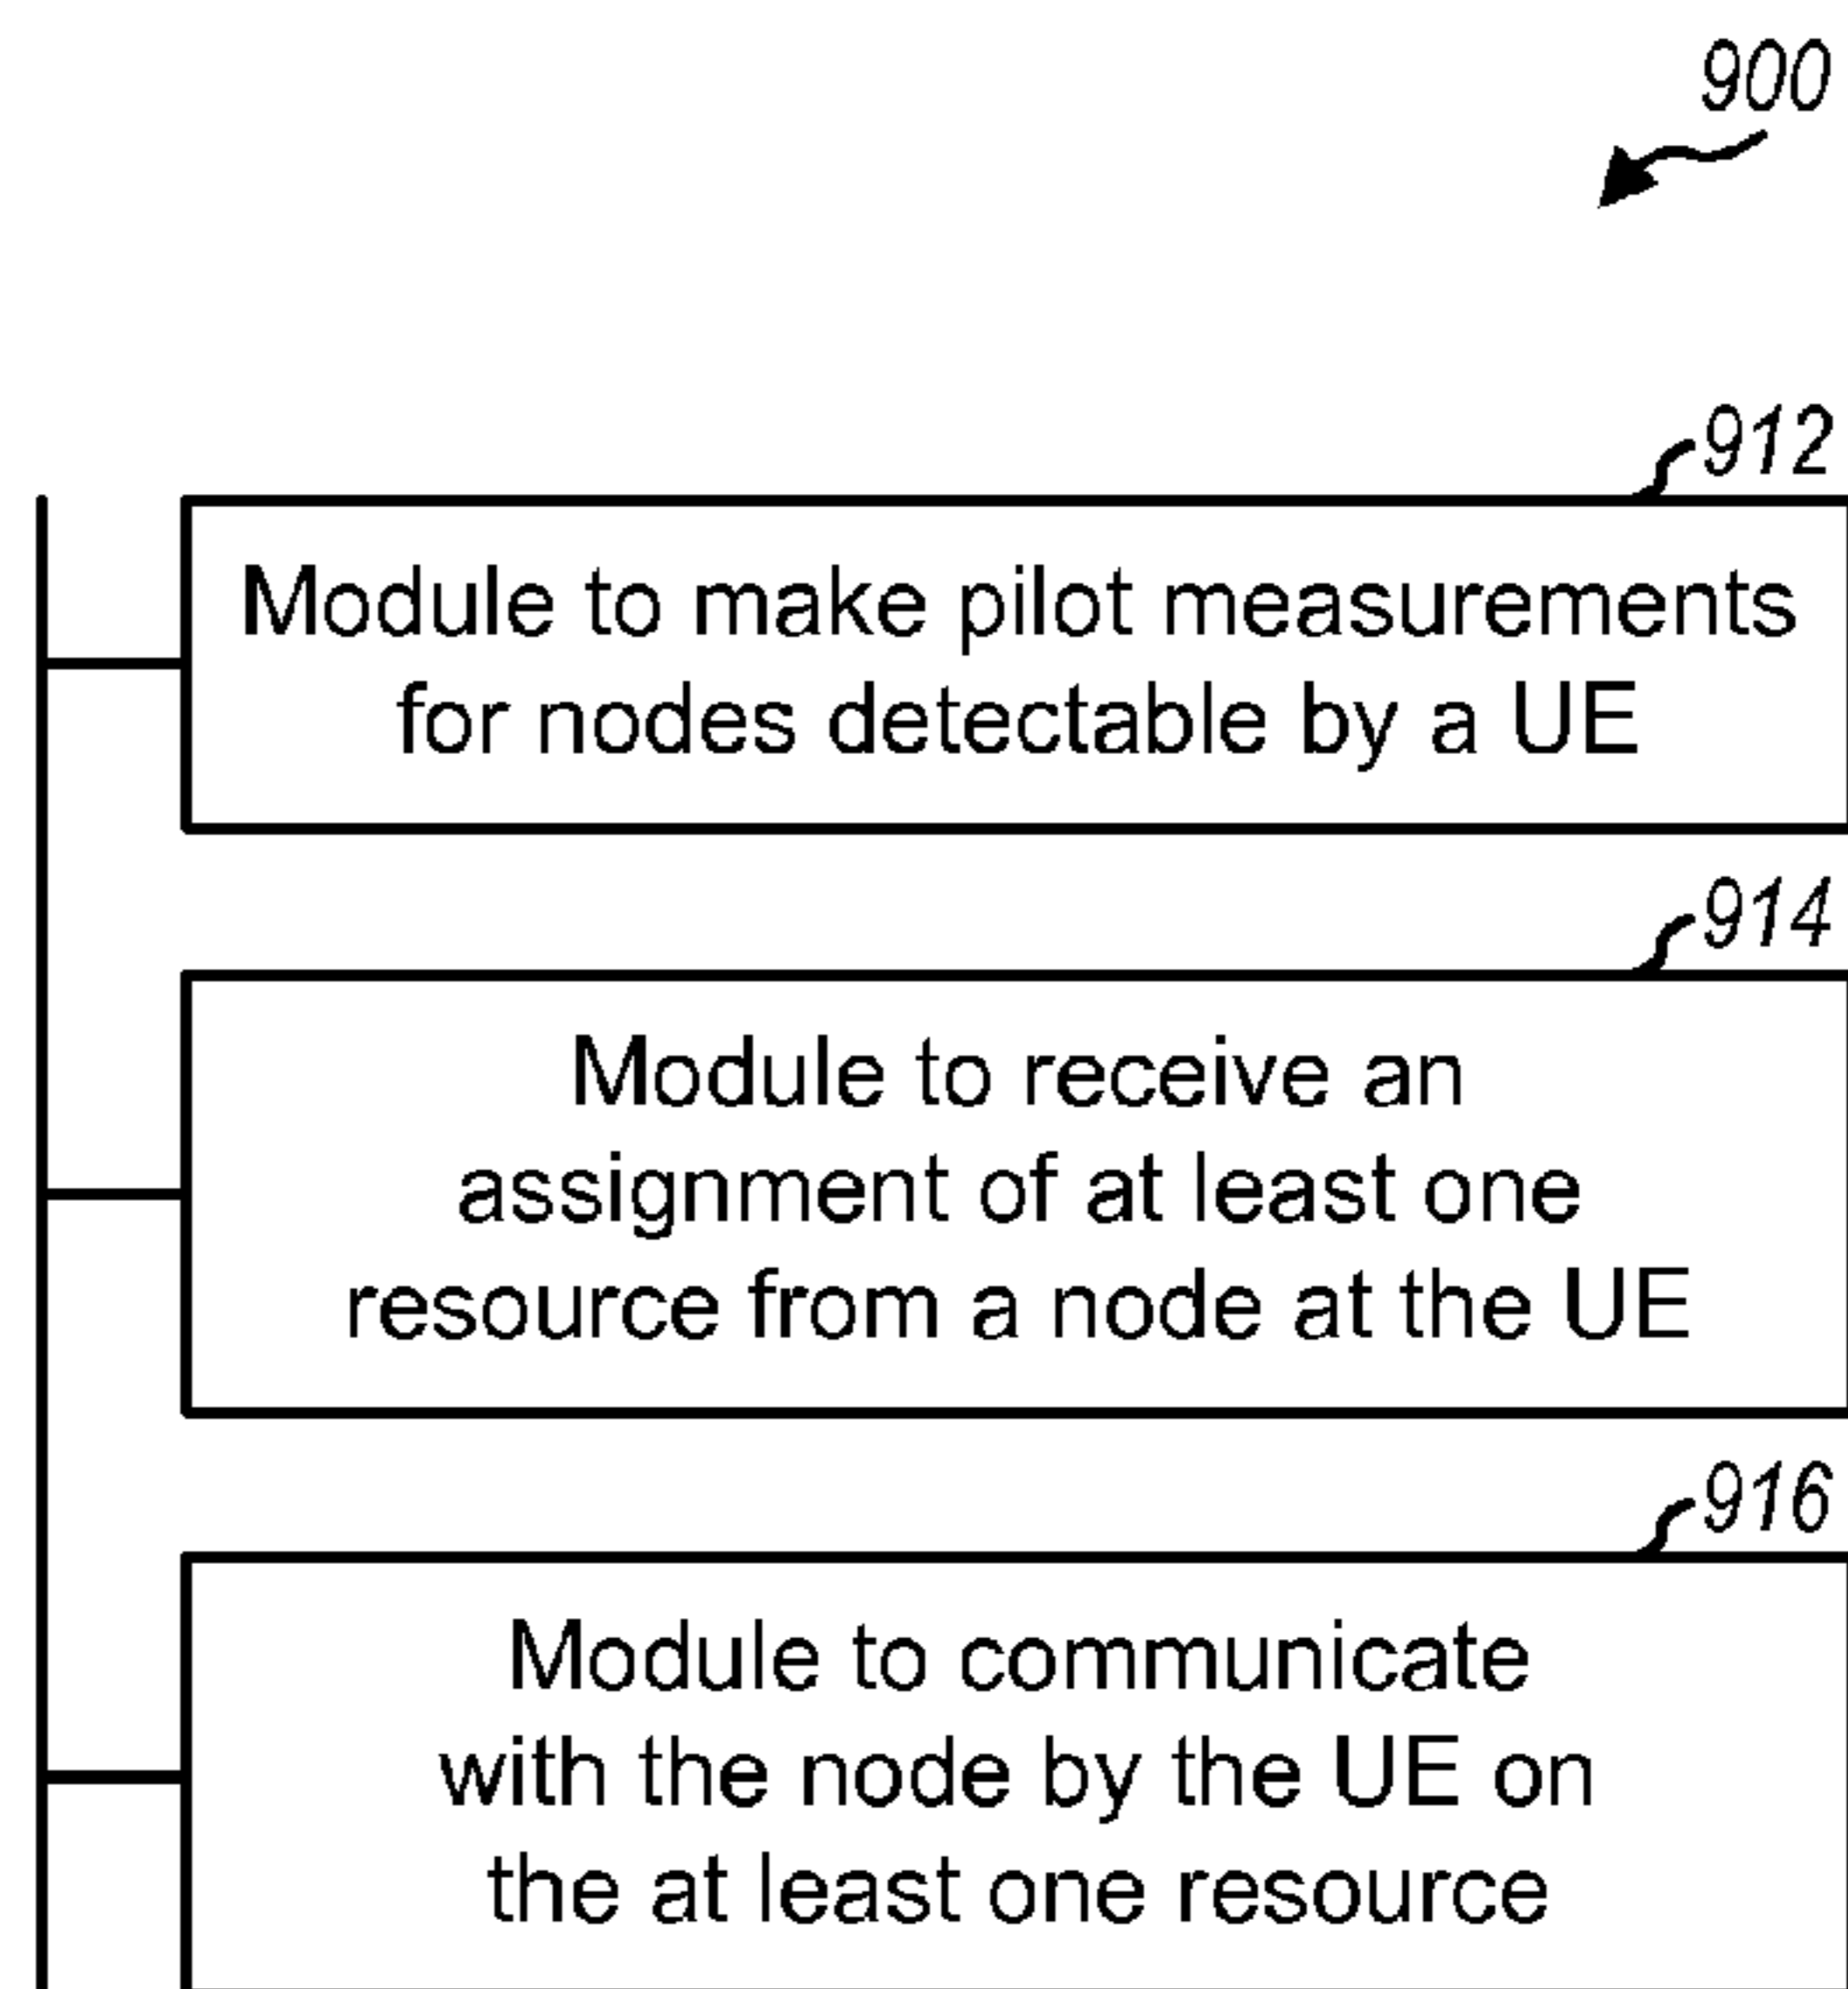 900
912
Module to make pilot measurements
for nodes detectable by a UE
914
Module to receive an
assignment of at least one
resource from a node at the UE
916
Module to communicate
with the node by the UE on
the at least one resource